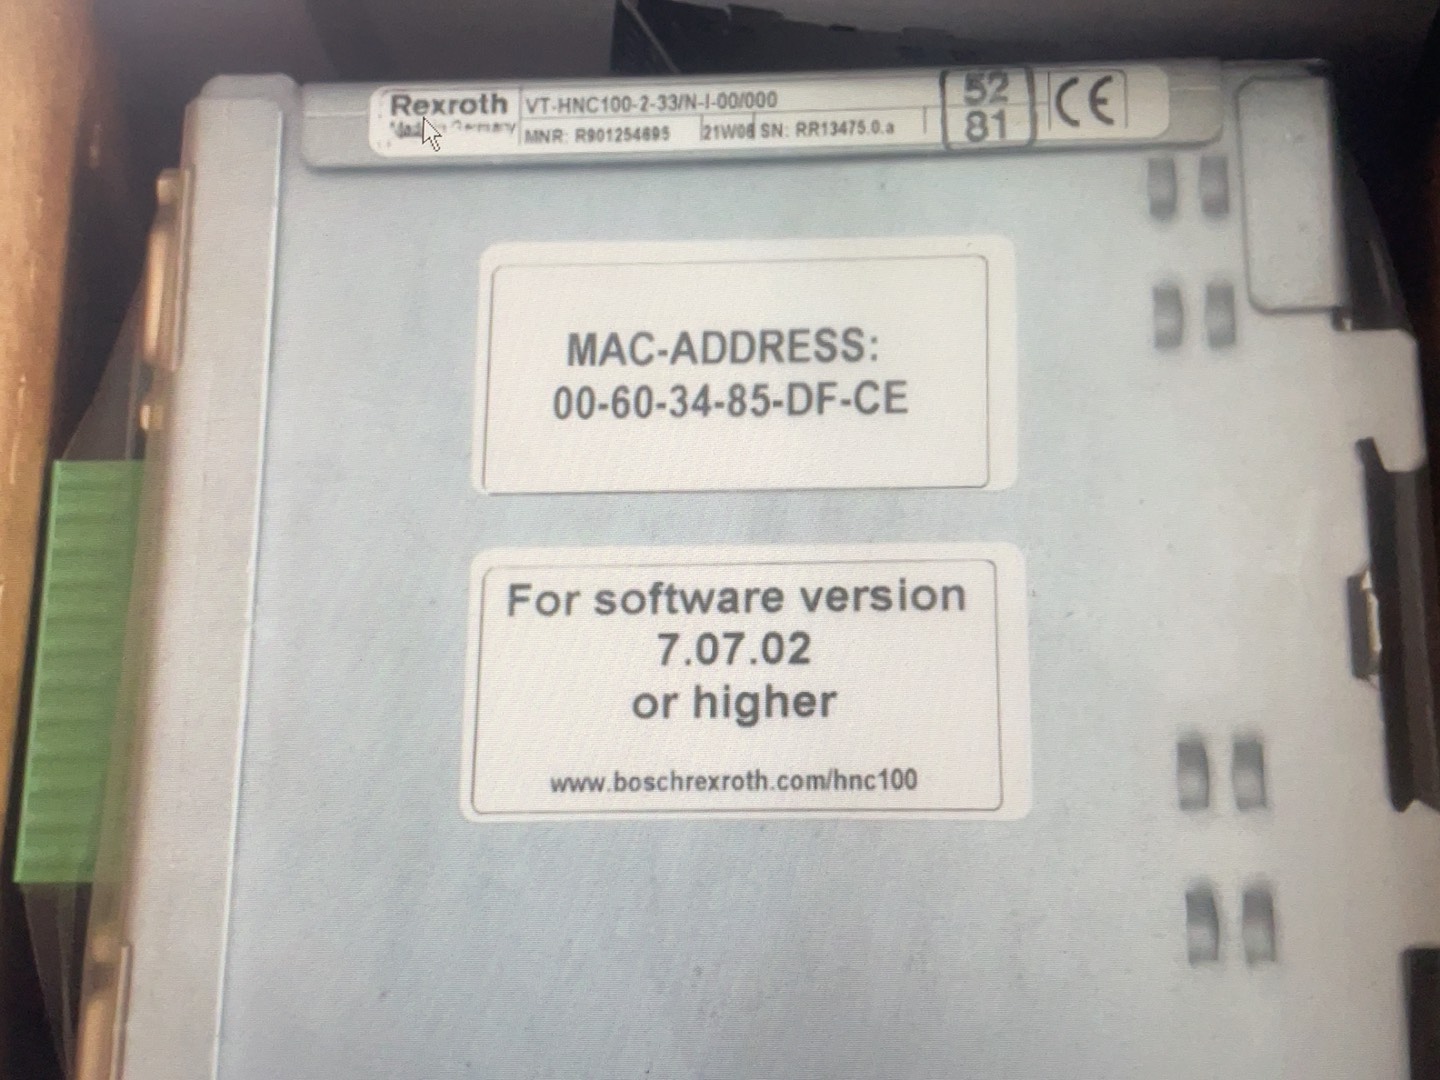 Rexroth
VT-HNC100-2-33/N-I-00/000
MNR: R901254695
21W06 SN: RR13475.0.a
52
81
CE
MAC-ADDRESS:
00-60-34-85-DF-CE
For software version
7.07.02
or higher
www.boschrexroth.com/hnc100